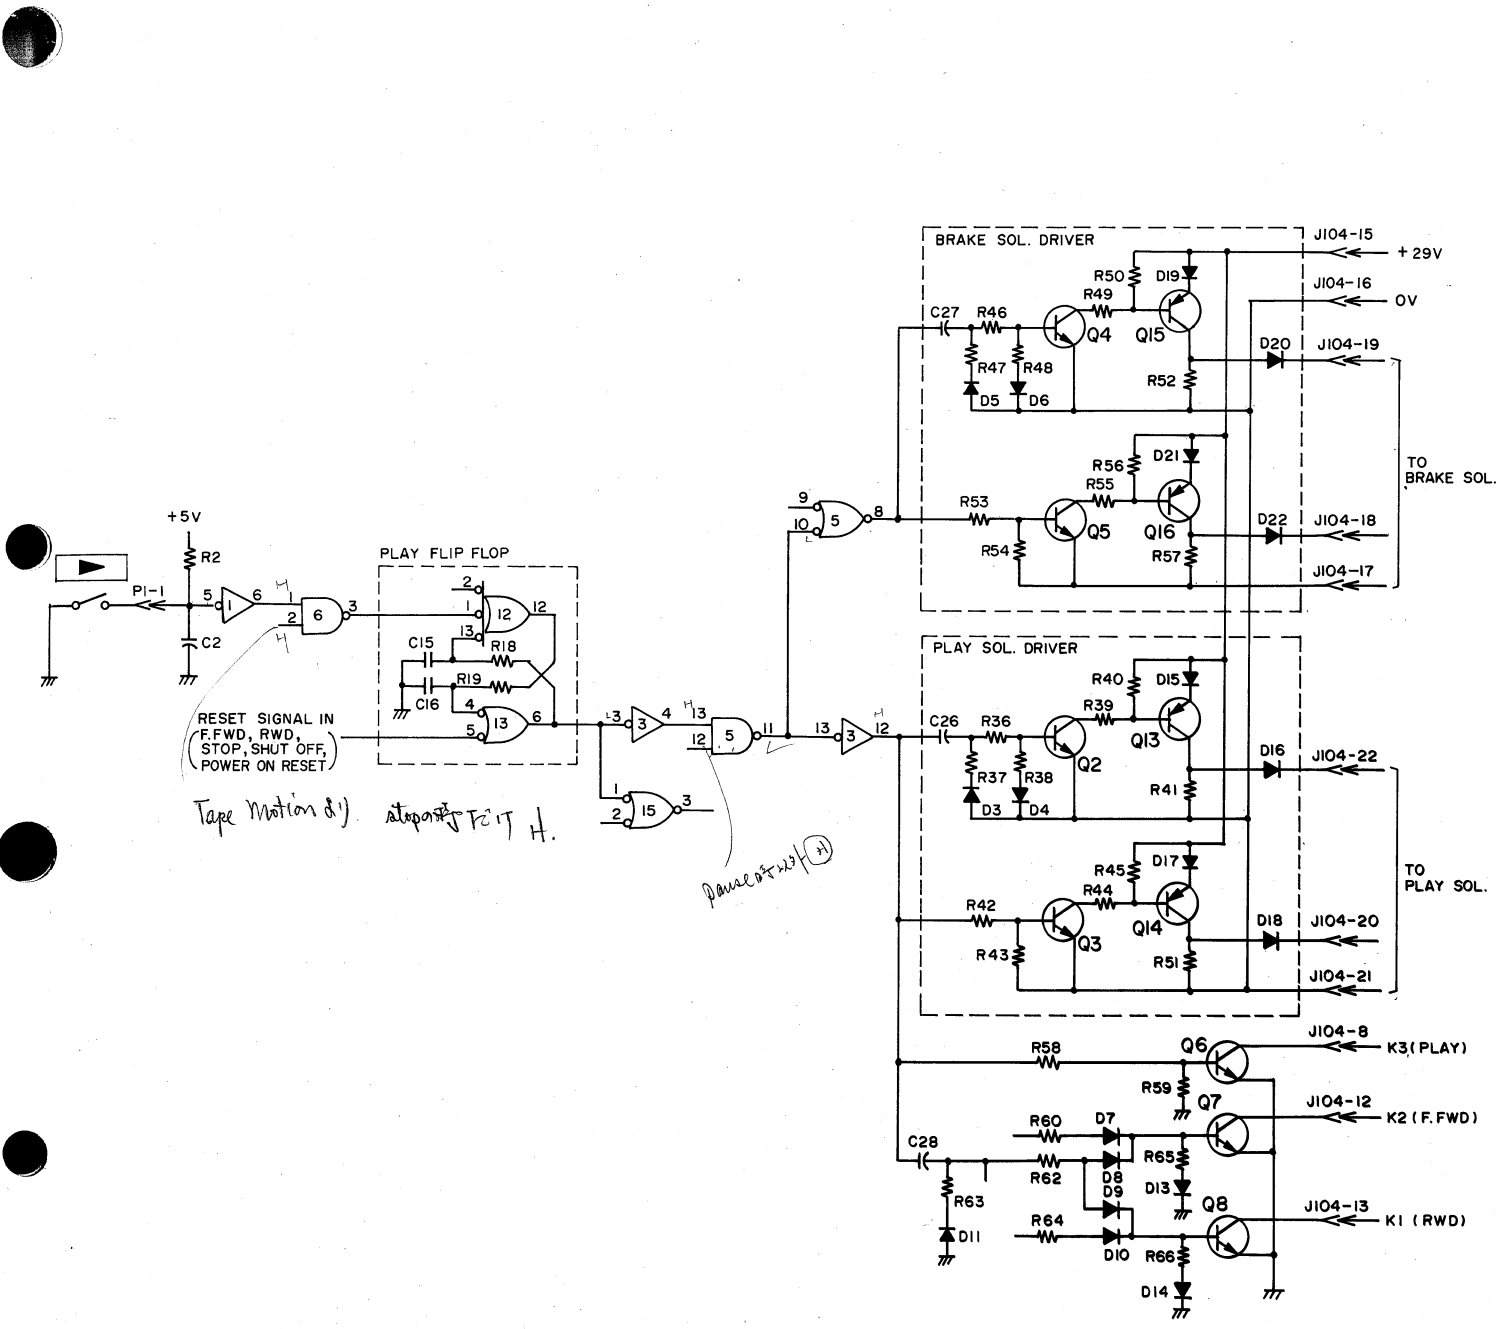 BRAKE SOL. DRIVER
J104-15
+29V
J104-16
0V
R50
D19
R49
C27
R46
Q4
Q15
D20
J104-19
R47
R48
R52
D5
D6
R56
D21
R55
TO
BRAKE SOL.
9
10
5
8
R53
Q5
Q16
D22
J104-18
R54
R57
J104-17
+5V
R2
P1-1
5
1
6
H
1
2
H
6
3
C2
PLAY FLIP FLOP
2
1
13
12
12
C15
R18
R19
C16
4
5
13
6
RESET SIGNAL IN
F.FWD, RWD,
STOP, SHUT OFF,
POWER ON RESET
3
3
4
H
13
12
5
11
L
13
3
12
H
1
2
15
3
Tape Motion
H.
H
PLAY SOL. DRIVER
R40
D15
R39
C26
R36
Q2
Q13
D16
J104-22
R37
R38
R41
D3
D4
R45
D17
R44
TO
PLAY SOL.
R42
Q3
Q14
D18
J104-20
R43
R51
J104-21
R58
Q6
J104-8
K3 (PLAY)
R59
Q7
J104-12
K2 (F. FWD)
R60
D7
C28
R62
D8
D9
R65
D13
R63
D11
R64
D10
Q8
J104-13
K1 (RWD)
R66
D14